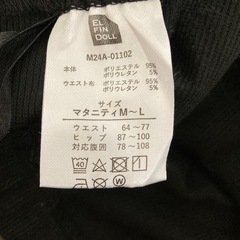 EL
FIN
DOLL
M24A-01102
本体 ポリエステル 95%
ポリウレタン 5%
ウエスト布 ポリエステル 95%
ポリウレタン 5%
サイズ
マタニティM～L
ウエスト 64～77
ヒップ 87～100
対応腹囲 78～108
40